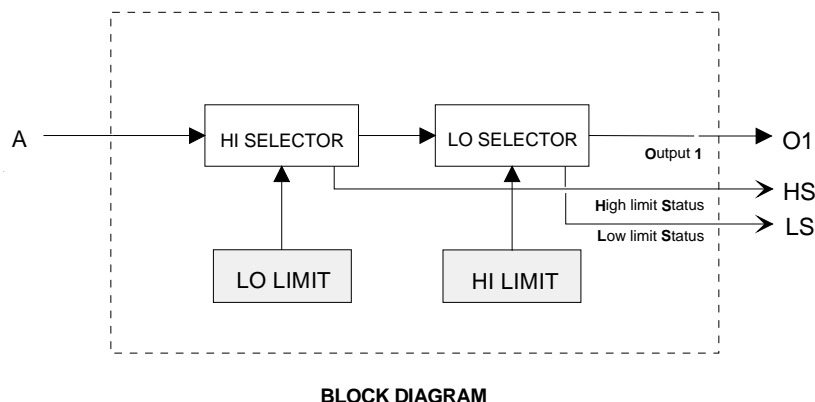 A
HI SELECTOR
LO SELECTOR
O1
Output 1
HS
High limit Status
LS
Low limit Status
LO LIMIT
HI LIMIT
BLOCK DIAGRAM